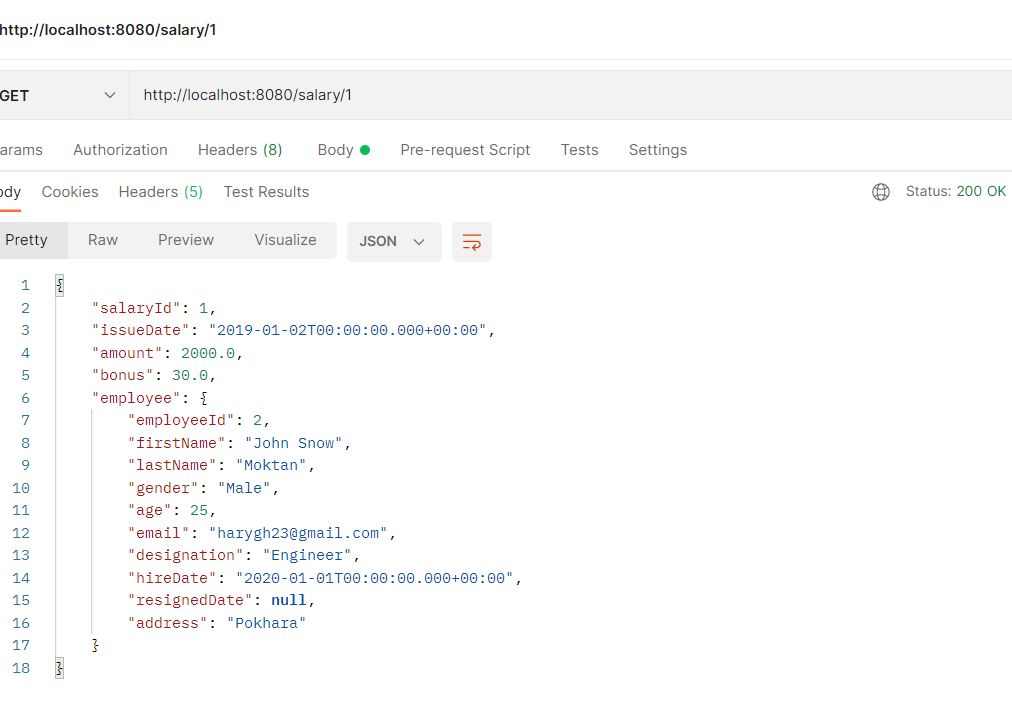 http://localhost:8080/salary/1
GET http://localhost:8080/salary/1
arams Authorization Headers (8) Body Pre-request Script Tests Settings
ody Cookies Headers (5) Test Results Status: 200 OK
Pretty Raw Preview Visualize JSON
1 {
2 "salaryId": 1,
3 "issueDate": "2019-01-02T00:00:00.000+00:00",
4 "amount": 2000.0,
5 "bonus": 30.0,
6 "employee": {
7 "employeeId": 2,
8 "firstName": "John Snow",
9 "lastName": "Moktan",
10 "gender": "Male",
11 "age": 25,
12 "email": "harygh23@gmail.com",
13 "designation": "Engineer",
14 "hireDate": "2020-01-01T00:00:00.000+00:00",
15 "resignedDate": null,
16 "address": "Pokhara"
17 }
18 }